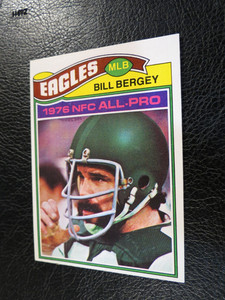 EAGLES
MLB
BILL BERGEY
1976 NFC ALL-PRO